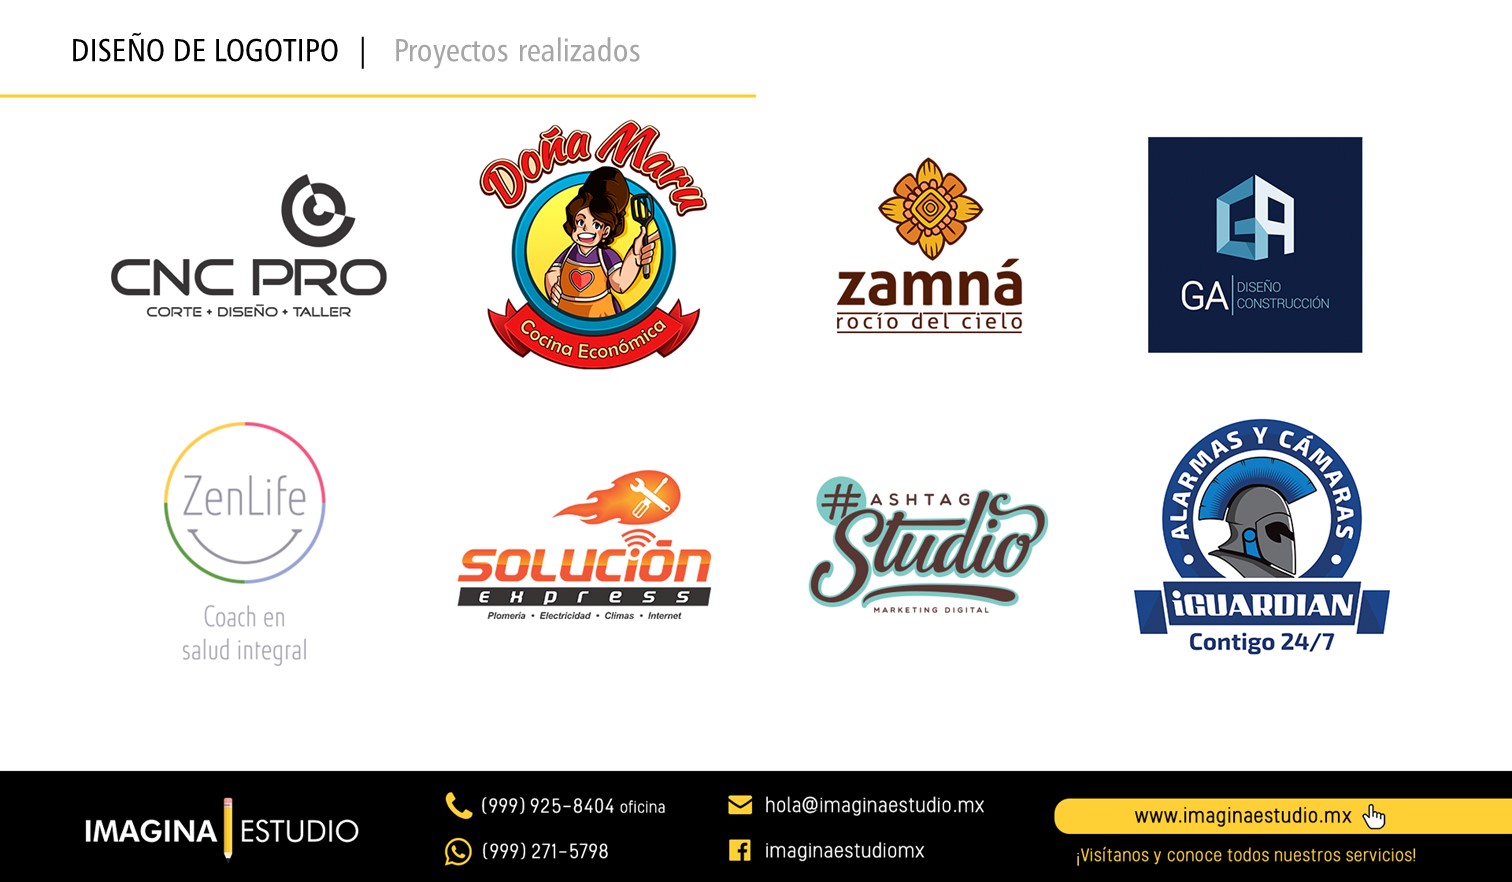 DISEÑO DE LOGOTIPO | Proyectos realizados
CNC PRO
CORTE + DISEÑO + TALLER
Doña Maru
Cocina Económica
zamná
rocío del cielo
GA
GA | DISEÑO
CONSTRUCCIÓN
ZenLife
Coach en
salud integral
SOLUCIÓN
express
Plomería • Electricidad • Climas • Internet
#ASHTAG
Studio
MARKETING DIGITAL
• ALARMAS Y CÁMARAS •
iGUARDIAN
Contigo 24/7
IMAGINA ESTUDIO
(999) 925-8404 oficina
(999) 271-5798
hola@imaginaestudio.mx
imaginaestudiomx
www.imaginaestudio.mx
¡Visítanos y conoce todos nuestros servicios!